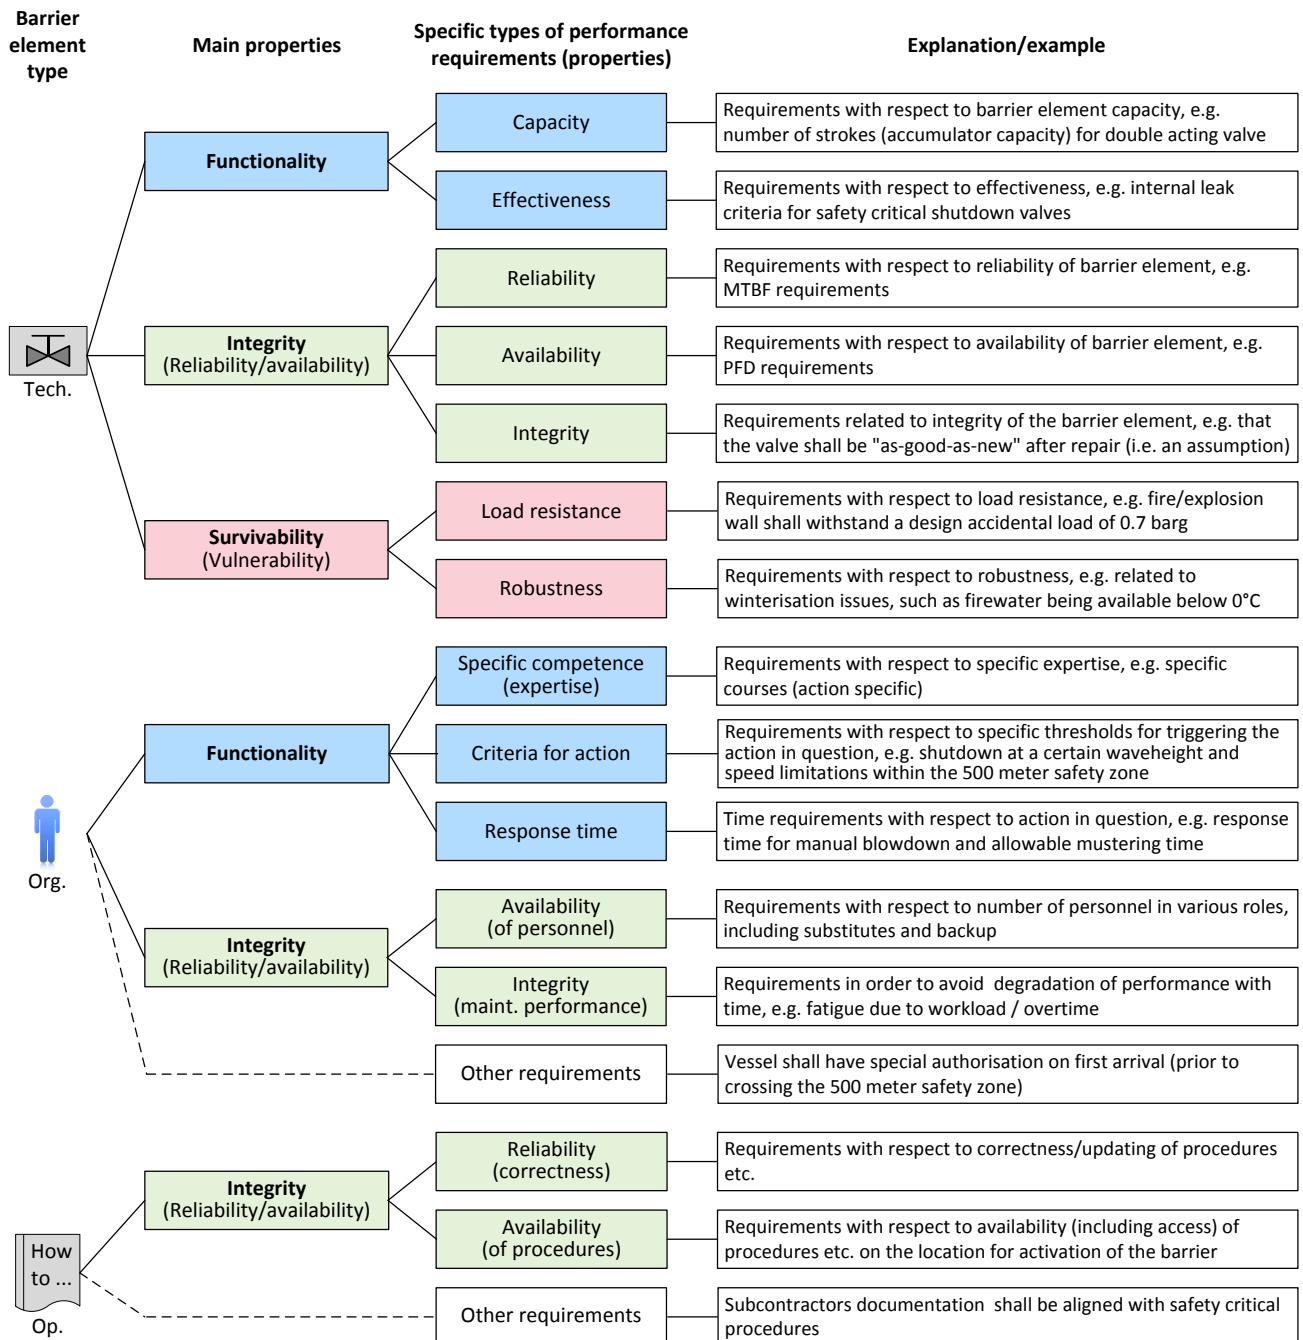 Barrier
element
type
Main properties
Specific types of performance
requirements (properties)
Explanation/example
Tech.
Functionality
Capacity
Requirements with respect to barrier element capacity, e.g.
number of strokes (accumulator capacity) for double acting valve
Effectiveness
Requirements with respect to effectiveness, e.g. internal leak
criteria for safety critical shutdown valves
Integrity
(Reliability/availability)
Reliability
Requirements with respect to reliability of barrier element, e.g.
MTBF requirements
Availability
Requirements with respect to availability of barrier element, e.g.
PFD requirements
Integrity
Requirements related to integrity of the barrier element, e.g. that
the valve shall be "as-good-as-new" after repair (i.e. an assumption)
Survivability
(Vulnerability)
Load resistance
Requirements with respect to load resistance, e.g. fire/explosion
wall shall withstand a design accidental load of 0.7 barg
Robustness
Requirements with respect to robustness, e.g. related to
winterisation issues, such as firewater being available below 0°C
Org.
Functionality
Specific competence
(expertise)
Requirements with respect to specific expertise, e.g. specific
courses (action specific)
Criteria for action
Requirements with respect to specific thresholds for triggering the
action in question, e.g. shutdown at a certain waveheight and
speed limitations within the 500 meter safety zone
Response time
Time requirements with respect to action in question, e.g. response
time for manual blowdown and allowable mustering time
Integrity
(Reliability/availability)
Availability
(of personnel)
Requirements with respect to number of personnel in various roles,
including substitutes and backup
Integrity
(maint. performance)
Requirements in order to avoid  degradation of performance with
time, e.g. fatigue due to workload / overtime
Other requirements
Vessel shall have special authorisation on first arrival (prior to
crossing the 500 meter safety zone)
How
to ...
Op.
Integrity
(Reliability/availability)
Reliability
(correctness)
Requirements with respect to correctness/updating of procedures
etc.
Availability
(of procedures)
Requirements with respect to availability (including access) of
procedures etc. on the location for activation of the barrier
Other requirements
Subcontractors documentation  shall be aligned with safety critical
procedures